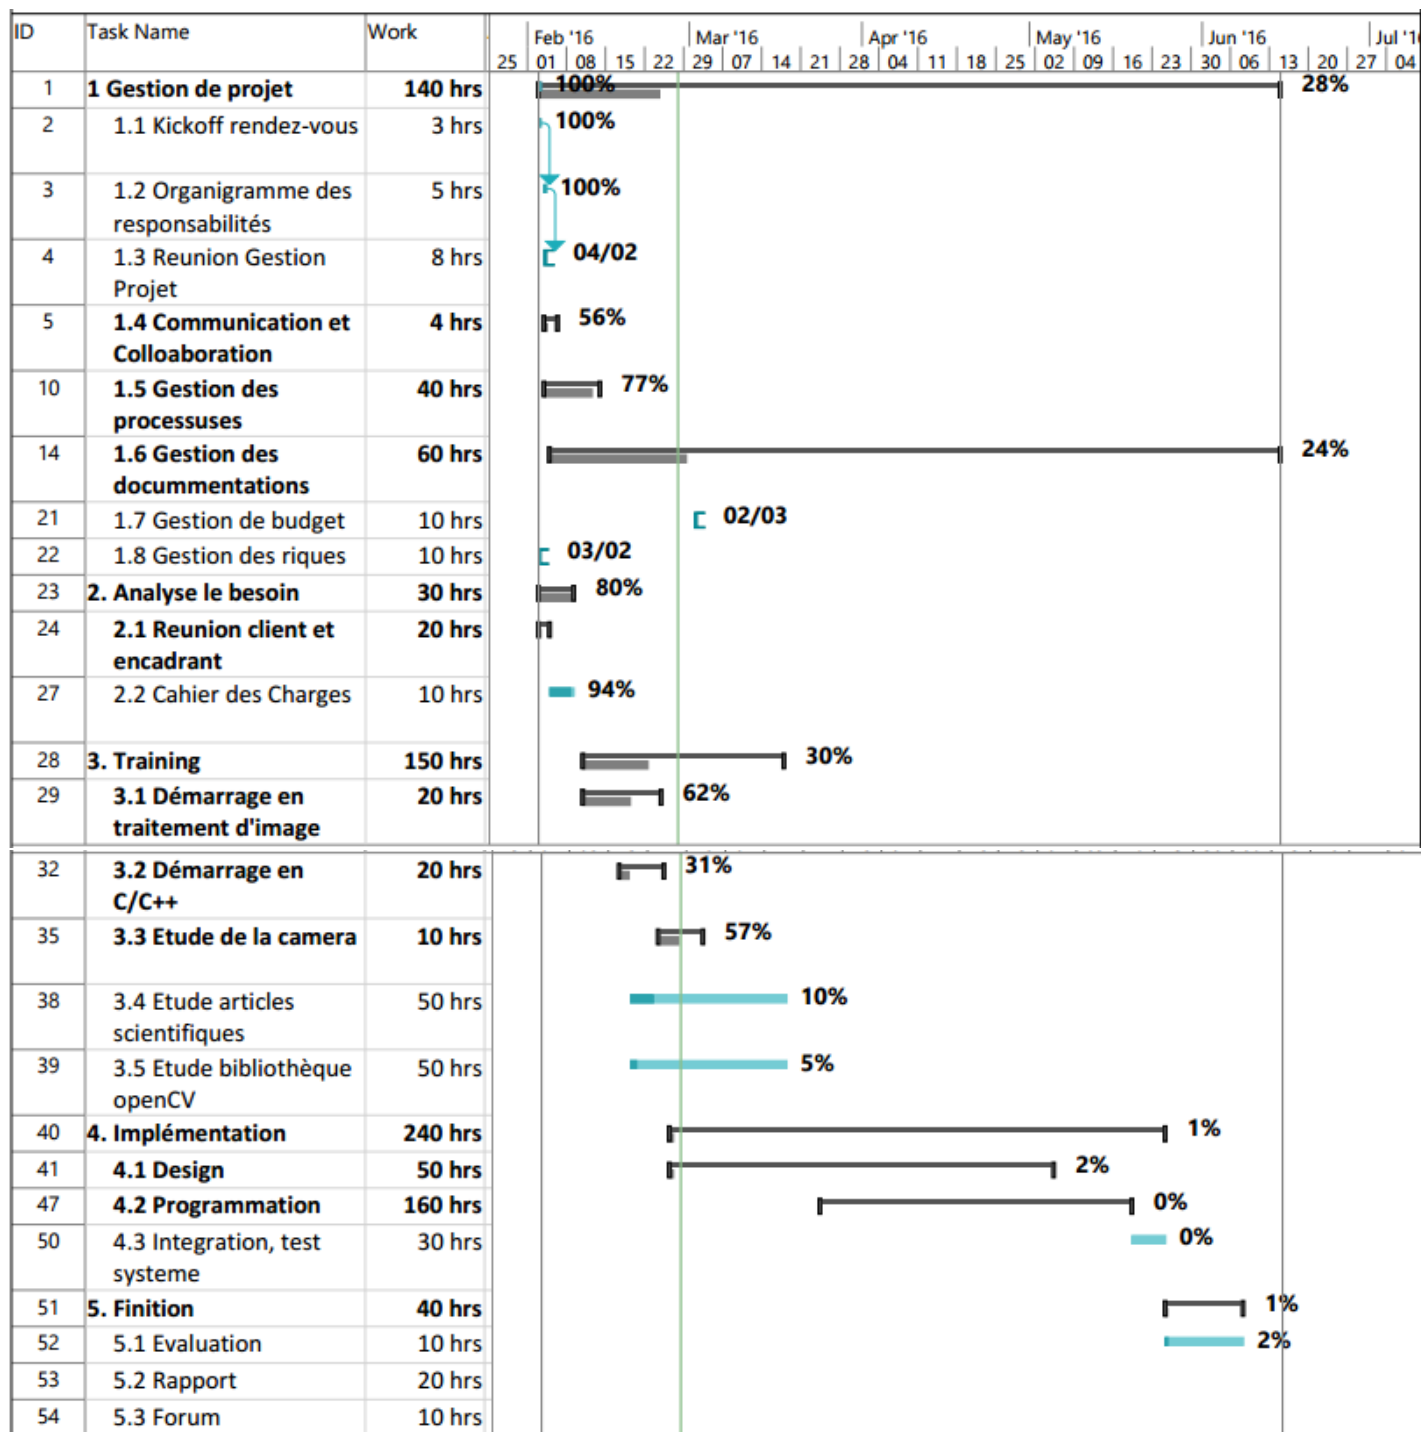 ID Task Name Work Feb '16 Mar '16 Apr '16 May '16 Jun '16 Jul '1
25 01 08 15 22 29 07 14 21 28 04 11 18 25 02 09 16 23 30 06 13 20 27 04
1 1 Gestion de projet 140 hrs 100% 28%
2 1.1 Kickoff rendez-vous 3 hrs 100%
3 1.2 Organigramme des 5 hrs 100%
responsabilités
4 1.3 Reunion Gestion 8 hrs 04/02
Projet
5 1.4 Communication et 4 hrs 56%
Colloaboration
10 1.5 Gestion des 40 hrs 77%
processuses
14 1.6 Gestion des 60 hrs 24%
docummentations
21 1.7 Gestion de budget 10 hrs 02/03
22 1.8 Gestion des riques 10 hrs 03/02
23 2. Analyse le besoin 30 hrs 80%
24 2.1 Reunion client et 20 hrs
encadrant
27 2.2 Cahier des Charges 10 hrs 94%
28 3. Training 150 hrs 30%
29 3.1 Démarrage en 20 hrs 62%
traitement d'image
32 3.2 Démarrage en 20 hrs 31%
C/C++
35 3.3 Etude de la camera 10 hrs 57%
38 3.4 Etude articles 50 hrs 10%
scientifiques
39 3.5 Etude bibliothèque 50 hrs 5%
openCV
40 4. Implémentation 240 hrs 1%
41 4.1 Design 50 hrs 2%
47 4.2 Programmation 160 hrs 0%
50 4.3 Integration, test 30 hrs 0%
systeme
51 5. Finition 40 hrs 1%
52 5.1 Evaluation 10 hrs 2%
53 5.2 Rapport 20 hrs
54 5.3 Forum 10 hrs